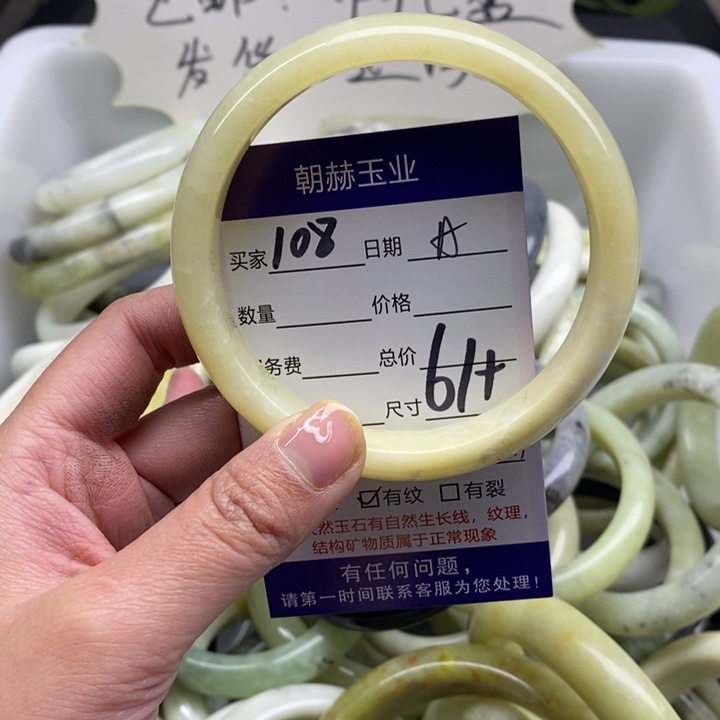 发
朝赫玉业
买家 108 日期 A
数量 价格
务费 总价
尺寸 61+
☑有纹 □有裂
然玉石有自然生长线，纹理，
结构矿物质属于正常现象
有任何问题，
请第一时间联系客服为您处理！